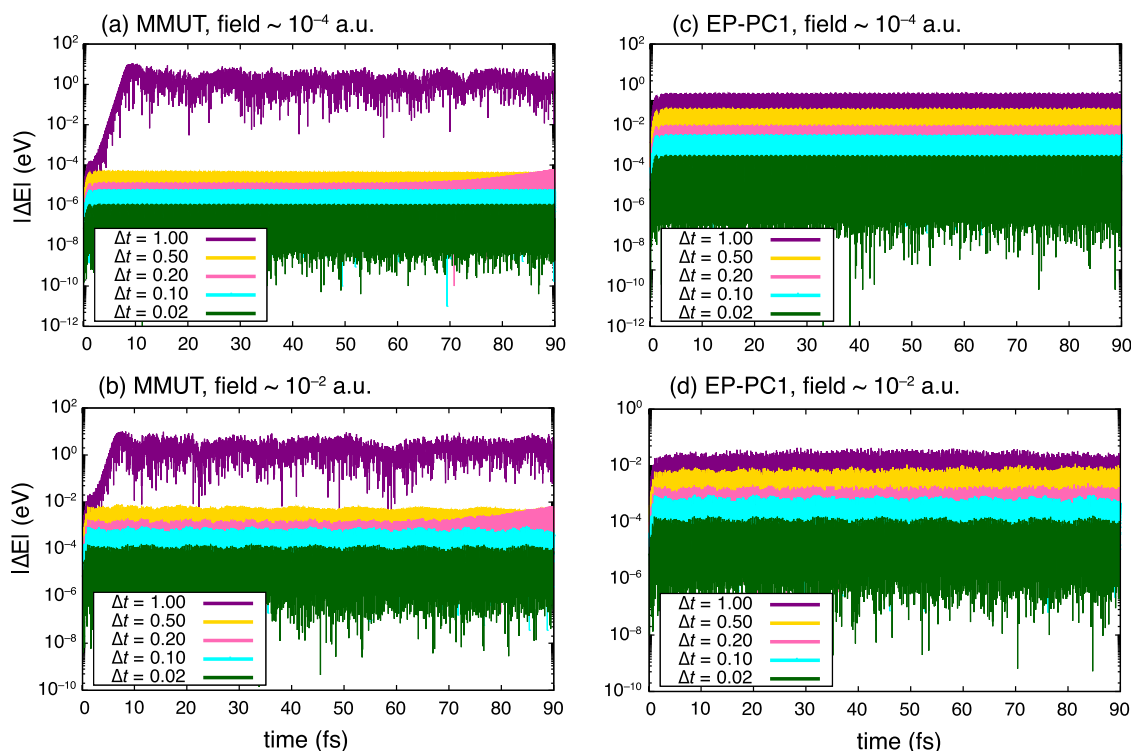 (a) MMUT, field ~ 10⁻⁴ a.u.
|ΔE| (eV)
10²
10⁰
10⁻²
10⁻⁴
10⁻⁶
10⁻⁸
10⁻¹⁰
10⁻¹²
Δt = 1.00
Δt = 0.50
Δt = 0.20
Δt = 0.10
Δt = 0.02
0 10 20 30 40 50 60 70 80 90
(c) EP-PC1, field ~ 10⁻⁴ a.u.
10²
10⁰
10⁻²
10⁻⁴
10⁻⁶
10⁻⁸
10⁻¹⁰
10⁻¹²
Δt = 1.00
Δt = 0.50
Δt = 0.20
Δt = 0.10
Δt = 0.02
0 10 20 30 40 50 60 70 80 90
(b) MMUT, field ~ 10⁻² a.u.
|ΔE| (eV)
10²
10⁰
10⁻²
10⁻⁴
10⁻⁶
10⁻⁸
10⁻¹⁰
Δt = 1.00
Δt = 0.50
Δt = 0.20
Δt = 0.10
Δt = 0.02
0 10 20 30 40 50 60 70 80 90
time (fs)
(d) EP-PC1, field ~ 10⁻² a.u.
10⁰
10⁻²
10⁻⁴
10⁻⁶
10⁻⁸
10⁻¹⁰
Δt = 1.00
Δt = 0.50
Δt = 0.20
Δt = 0.10
Δt = 0.02
0 10 20 30 40 50 60 70 80 90
time (fs)